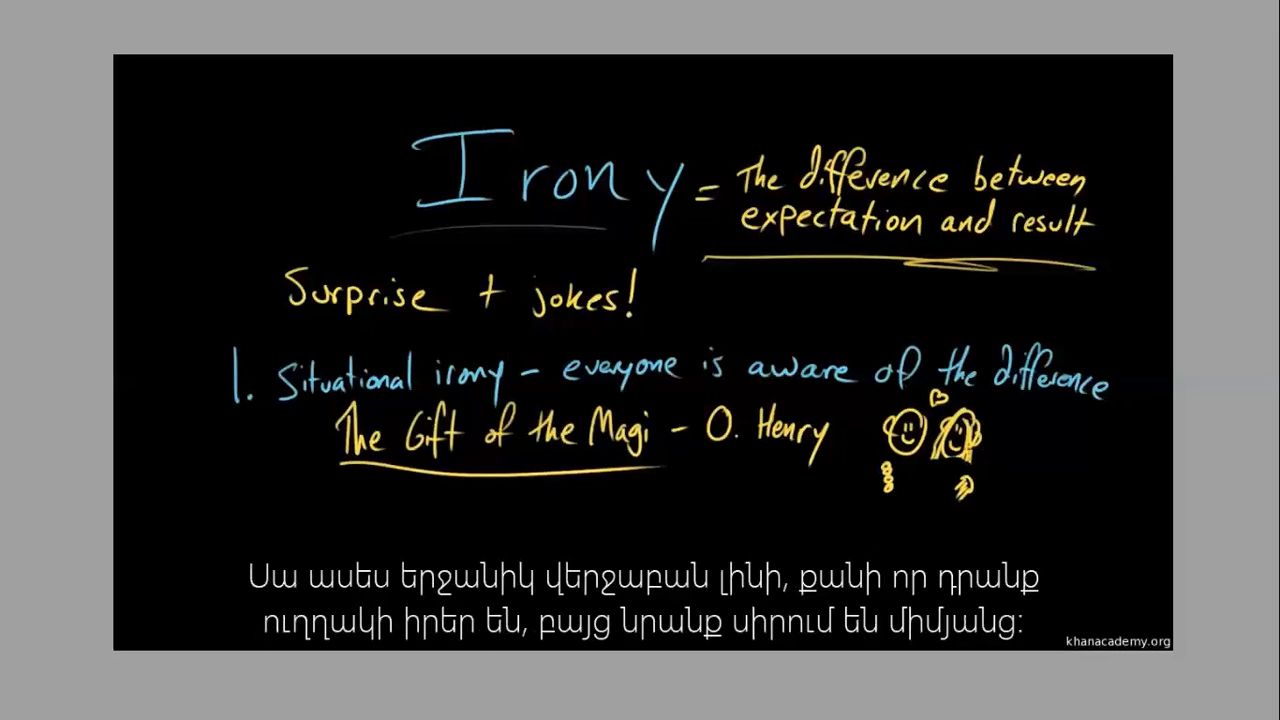 Irony = The difference between
expectation and result
Surprise + jokes!
1. Situational irony - everyone is aware of the difference
The Gift of the Magi - O. Henry
Սա ասես երջանիկ վերջաբան լինի, քանի որ դրանք
ուղղակի իրեր են, բայց նրանք սիրում են միմյանց:
khanacademy.org